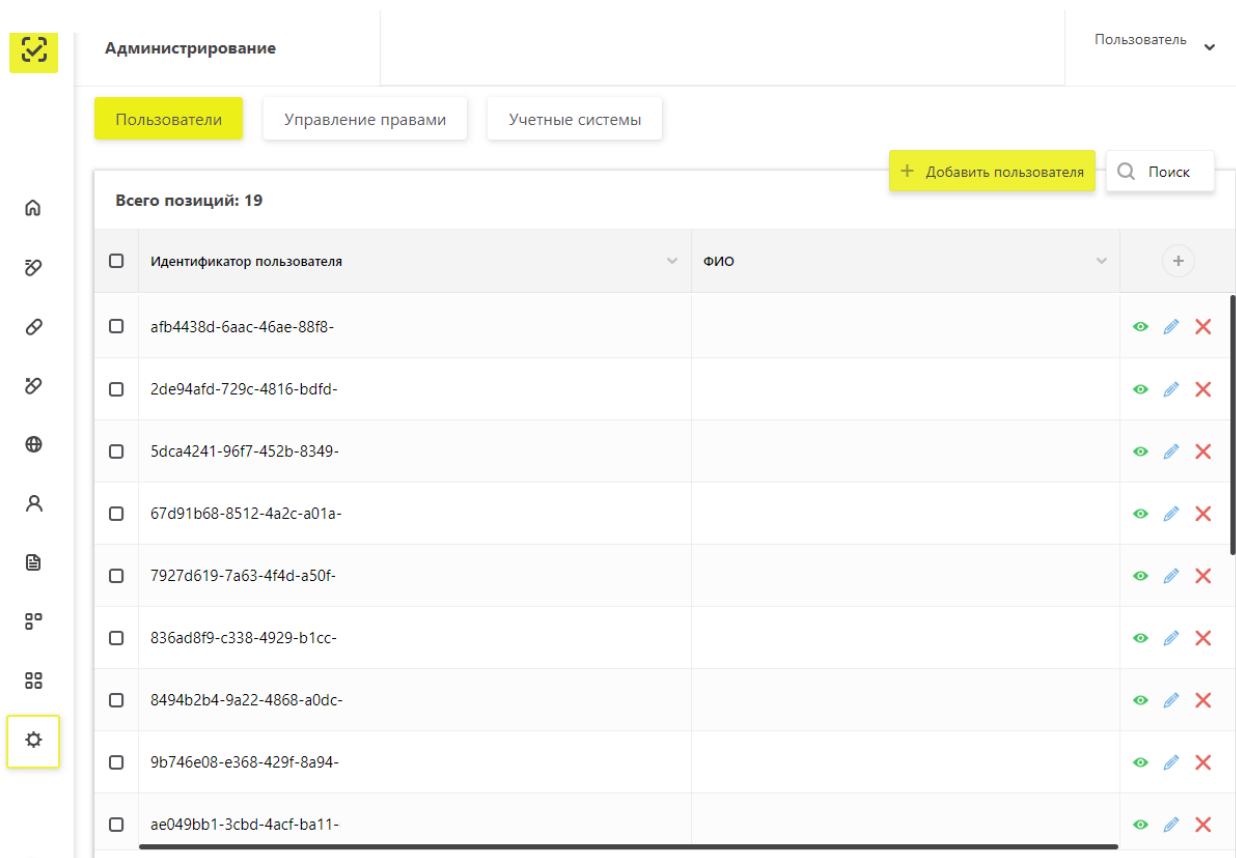 Администрирование
Пользователь
Пользователи
Управление правами
Учетные системы
+ Добавить пользователя
Поиск
Всего позиций: 19
Идентификатор пользователя
ФИО
afb4438d-6aac-46ae-88f8-
2de94afd-729c-4816-bdfd-
5dca4241-96f7-452b-8349-
67d91b68-8512-4a2c-a01a-
7927d619-7a63-4f4d-a50f-
836ad8f9-c338-4929-b1cc-
8494b2b4-9a22-4868-a0dc-
9b746e08-e368-429f-8a94-
ae049bb1-3cbd-4acf-ba11-